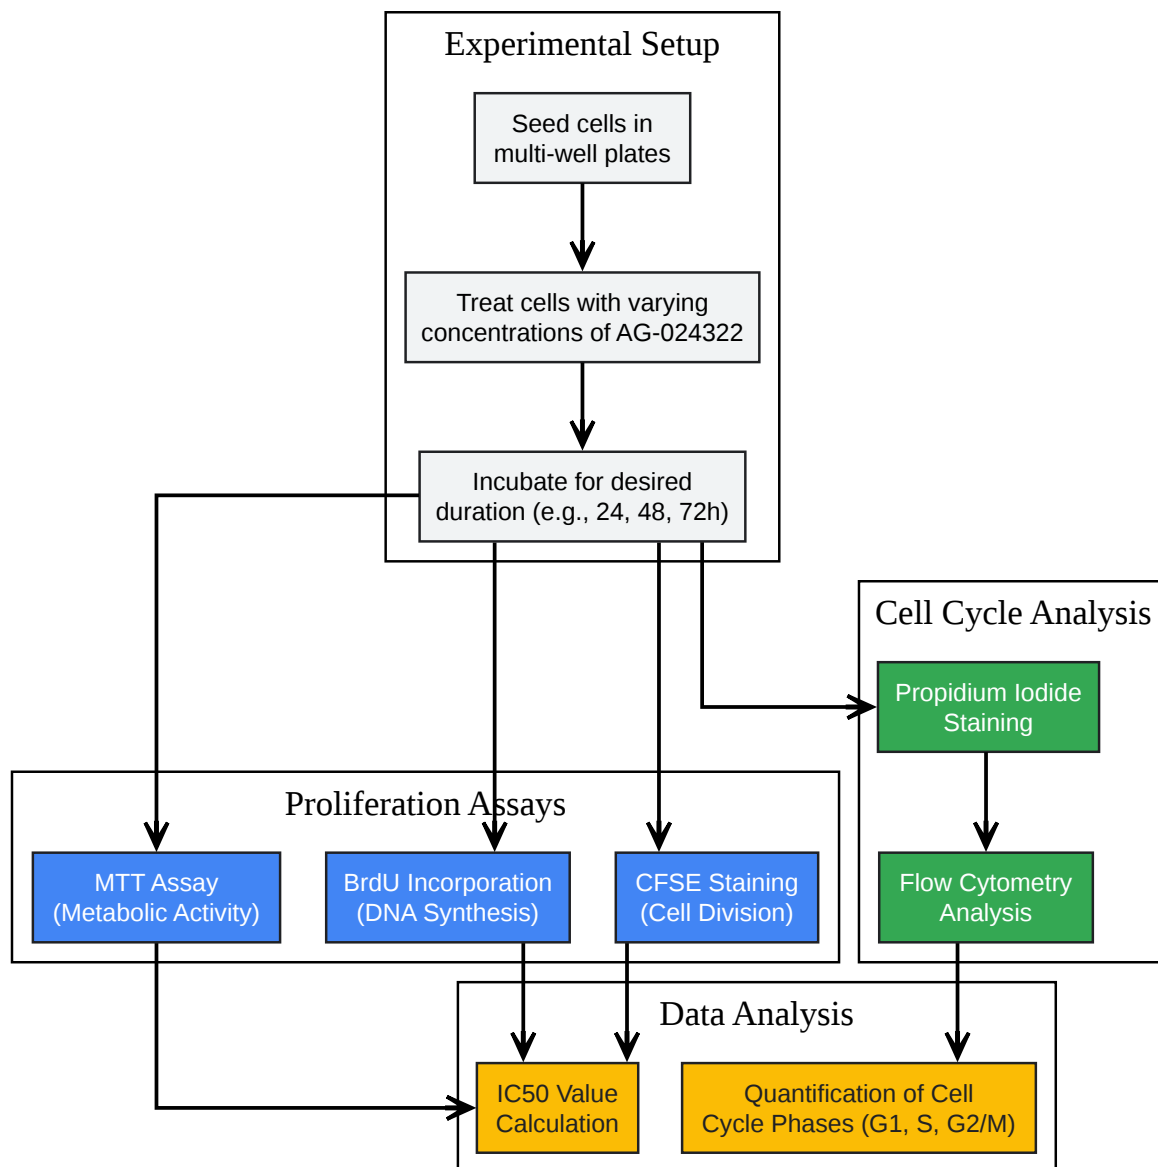 Experimental Setup
Seed cells in
multi-well plates
Treat cells with varying
concentrations of AG-024322
Incubate for desired
duration (e.g., 24, 48, 72h)
Cell Cycle Analysis
Propidium Iodide
Staining
Proliferation Assays
MTT Assay
(Metabolic Activity)
BrdU Incorporation
(DNA Synthesis)
CFSE Staining
(Cell Division)
Flow Cytometry
Analysis
Data Analysis
IC50 Value
Calculation
Quantification of Cell
Cycle Phases (G1, S, G2/M)